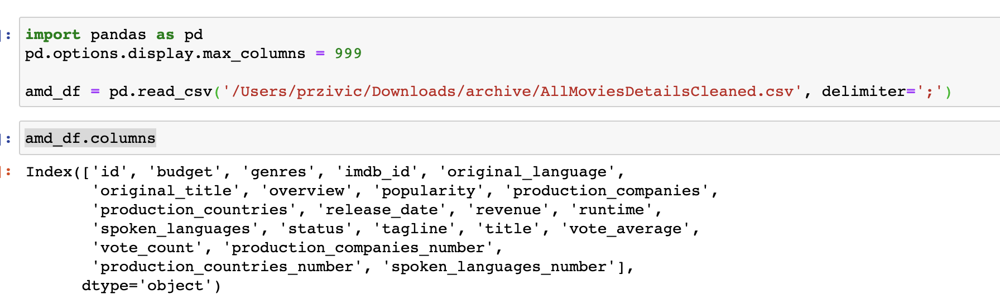 ]: import pandas as pd
pd.options.display.max_columns = 999
amd_df = pd.read_csv('/Users/przivic/Downloads/archive/AllMoviesDetailsCleaned.csv', delimiter=';')
]: amd_df.columns
]: Index(['id', 'budget', 'genres', 'imdb_id', 'original_language',
'original_title', 'overview', 'popularity', 'production_companies',
'production_countries', 'release_date', 'revenue', 'runtime',
'spoken_languages', 'status', 'tagline', 'title', 'vote_average',
'vote_count', 'production_companies_number',
'production_countries_number', 'spoken_languages_number'],
dtype='object')